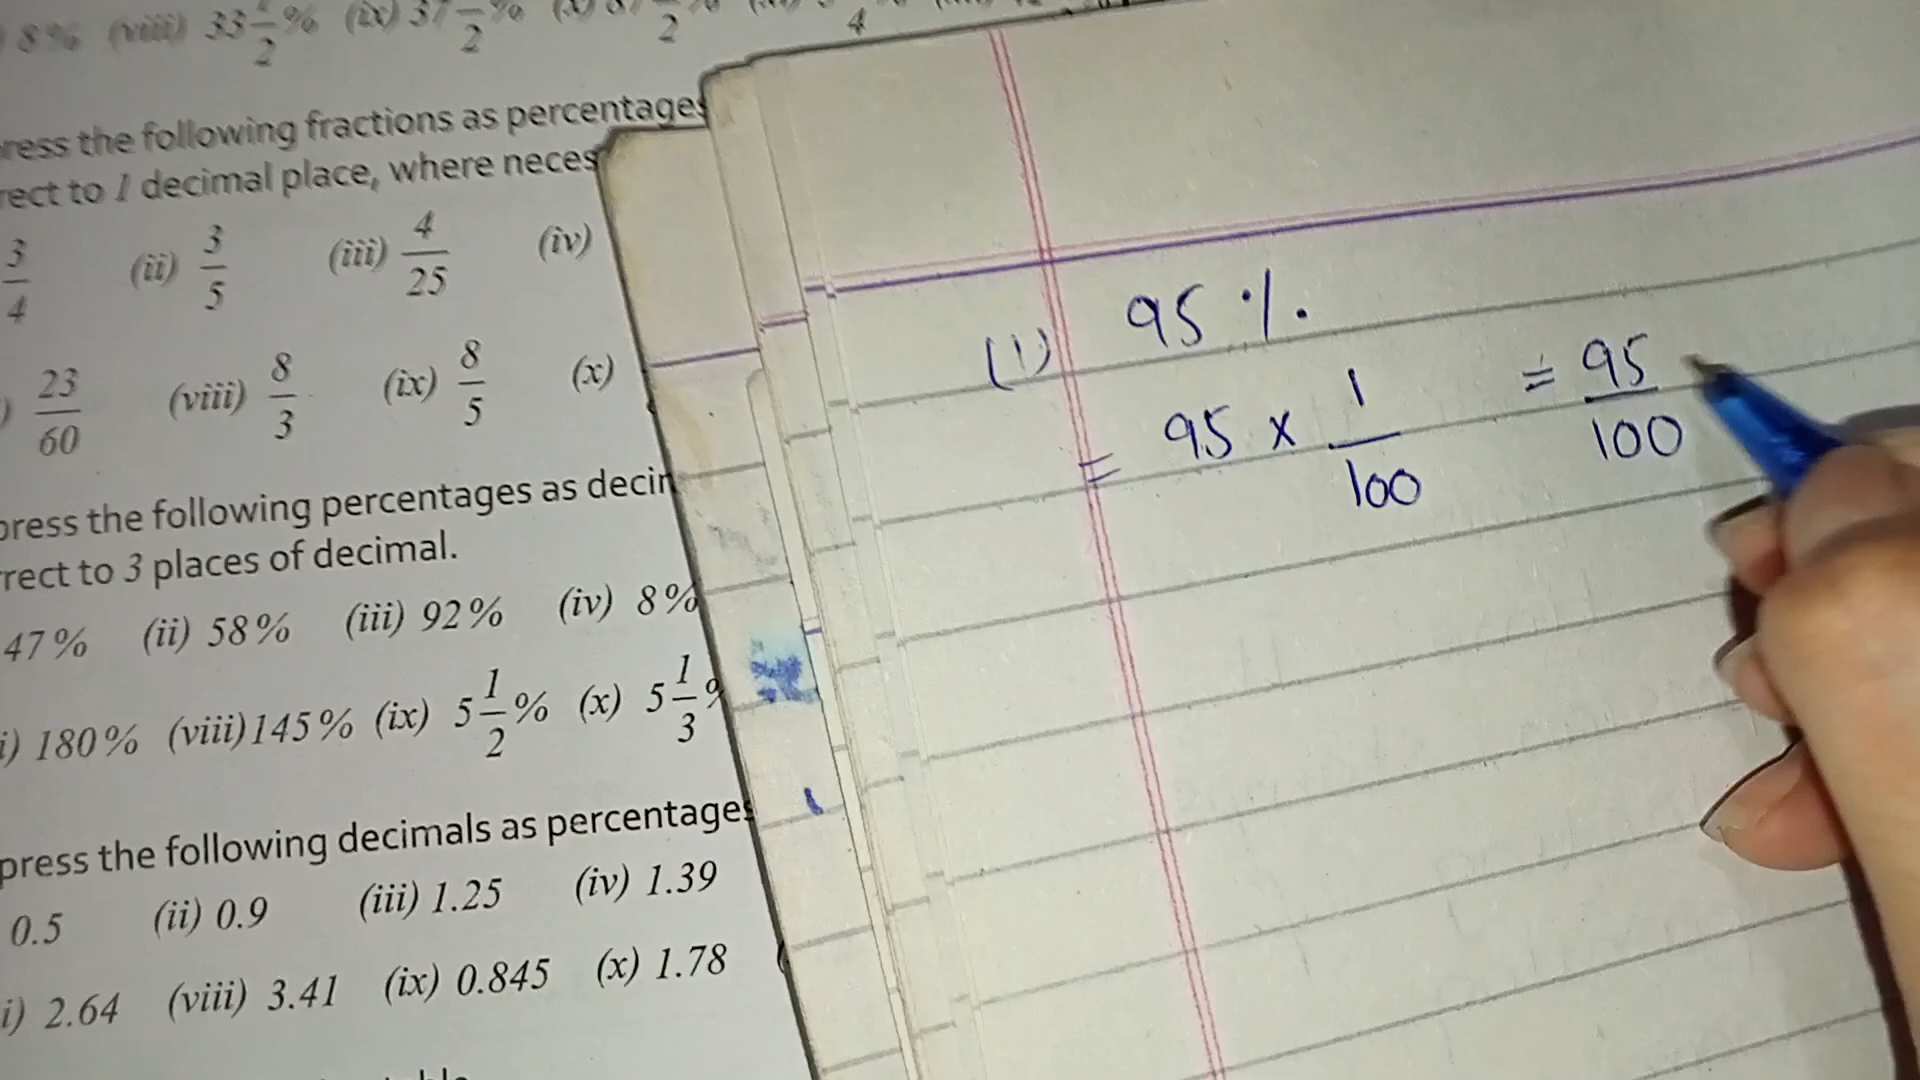 8% (viii) 33 1/2 % (ix) 37 1/2 %
ress the following fractions as percentages
rect to 1 decimal place, where neces
3/4 (ii) 3/5 (iii) 4/25 (iv)
23/60 (viii) 8/3 (ix) 8/5 (x)
press the following percentages as decim
rrect to 3 places of decimal.
47% (ii) 58% (iii) 92% (iv) 8%
i) 180% (viii) 145% (ix) 5 1/2 % (x) 5 1/3 %
press the following decimals as percentages
0.5 (ii) 0.9 (iii) 1.25 (iv) 1.39
i) 2.64 (viii) 3.41 (ix) 0.845 (x) 1.78
(1) 95 %
= 95 x 1/100 = 95/100